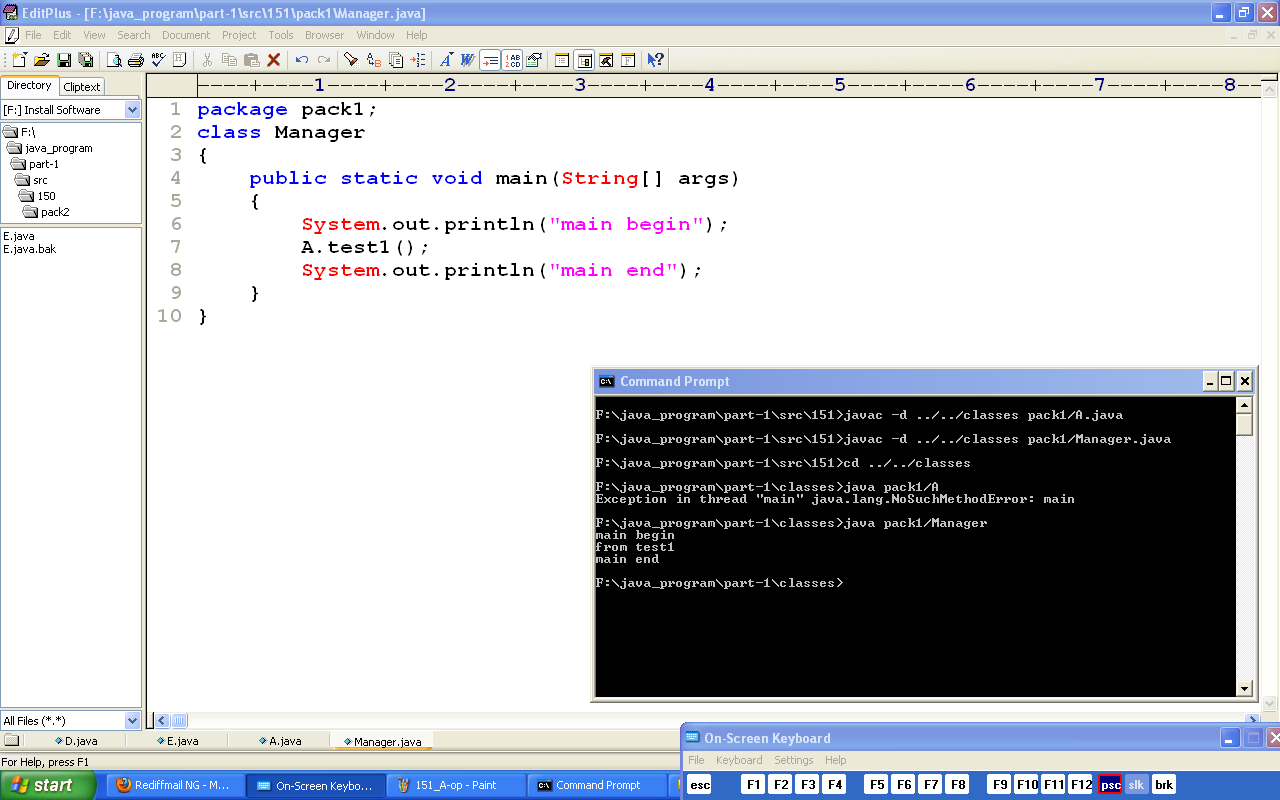 EditPlus - [F:\java_program\part-1\src\151\pack1\Manager.java]
File Edit View Search Document Project Tools Browser Window Help
Directory Cliptext
[F:] Install Software
F:\
java_program
part-1
src
150
pack2
E.java
E.java.bak
All Files (*.*)
----+----1----+----2----+----3----+----4----+----5----+----6----+----7----+----8--
1 package pack1;
2 class Manager
3 {
4 public static void main(String[] args)
5 {
6 System.out.println("main begin");
7 A.test1();
8 System.out.println("main end");
9 }
10 }
Command Prompt
F:\java_program\part-1\src\151>javac -d ../../classes pack1/A.java
F:\java_program\part-1\src\151>javac -d ../../classes pack1/Manager.java
F:\java_program\part-1\src\151>cd ../../classes
F:\java_program\part-1\classes>java pack1/A
Exception in thread "main" java.lang.NoSuchMethodError: main
F:\java_program\part-1\classes>java pack1/Manager
main begin
from test1
main end
F:\java_program\part-1\classes>
D.java E.java A.java Manager.java
For Help, press F1
On-Screen Keyboard
File Keyboard Settings Help
esc F1 F2 F3 F4 F5 F6 F7 F8 F9 F10 F11 F12 psc slk brk
start Rediffmail NG - M... On-Screen Keybo... 151_A-op - Paint Command Prompt